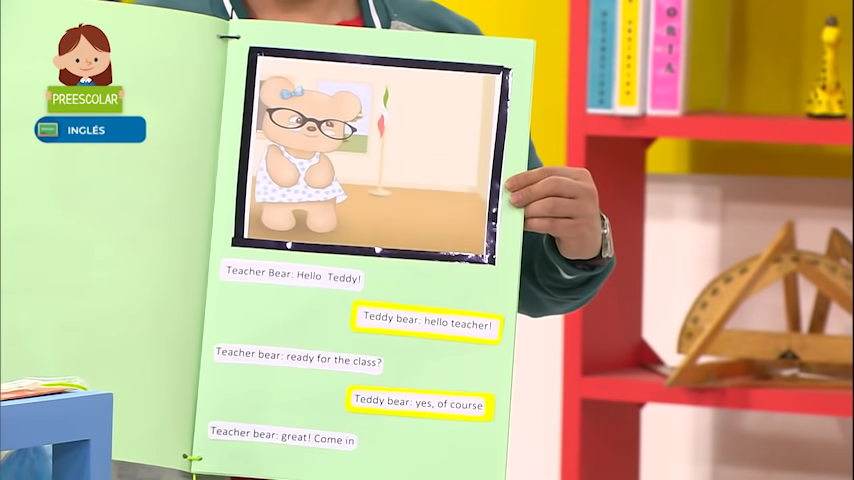 PREESCOLAR
INGLÉS
Teacher Bear: Hello Teddy!
Teddy bear: hello teacher!
Teacher bear: ready for the class?
Teddy bear: yes, of course
Teacher bear: great! Come in